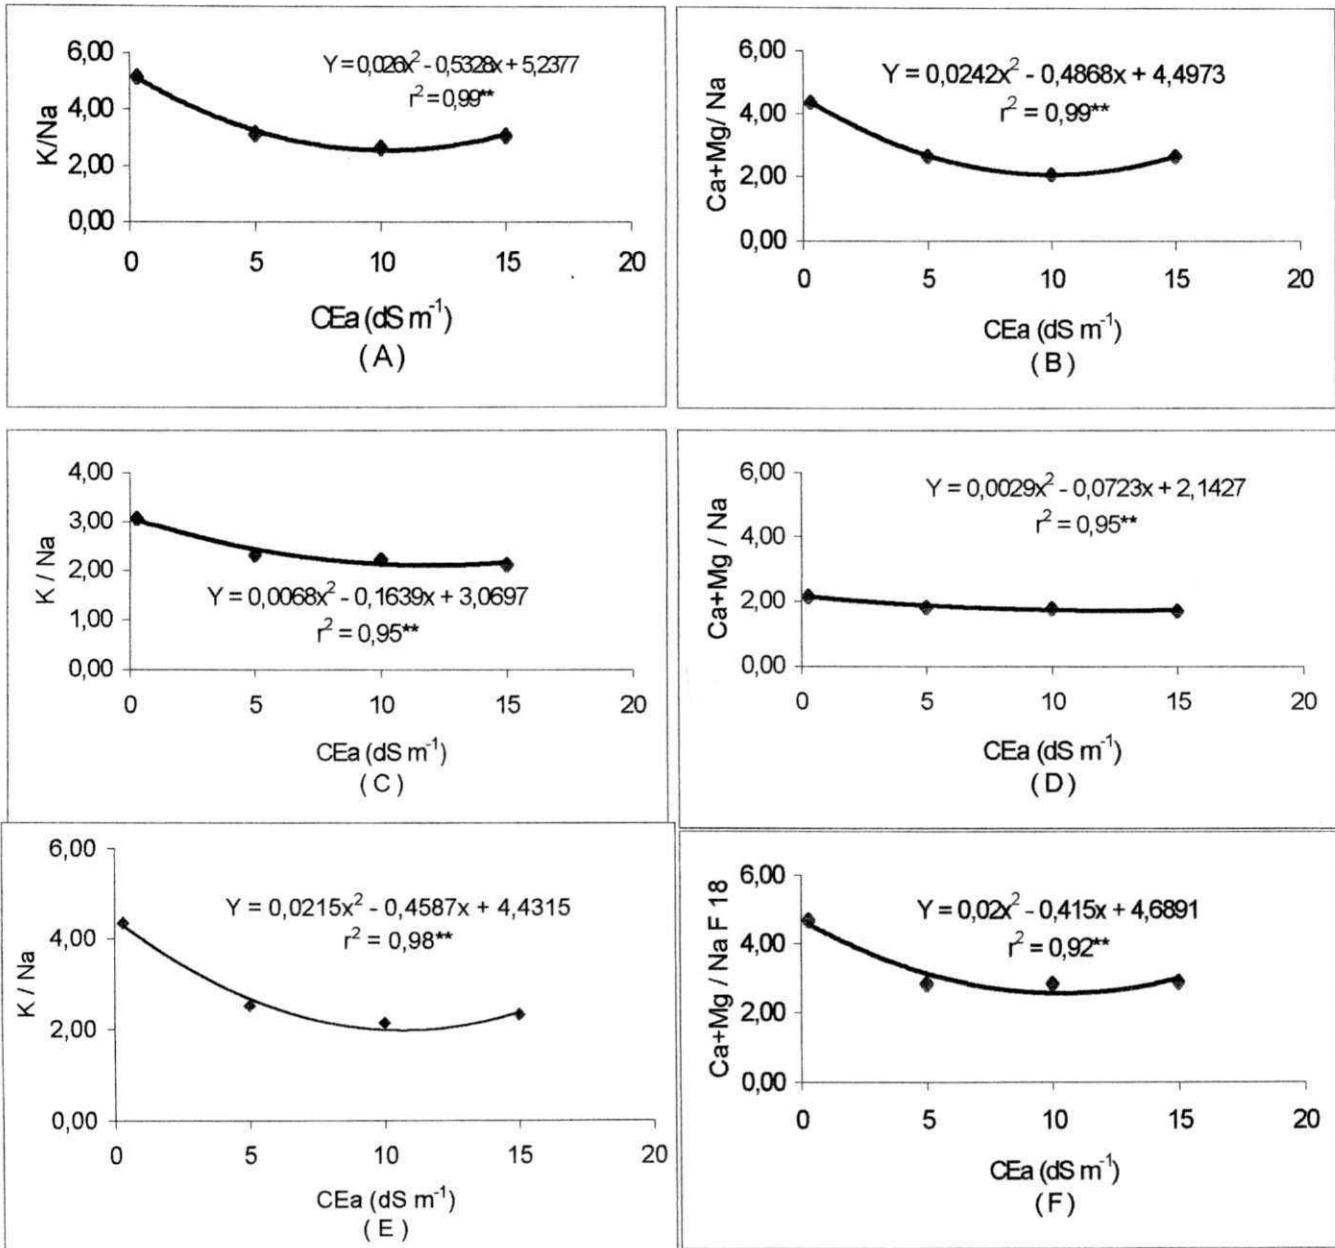 6,00
4,00
2,00
0,00
K/Na
Y = 0,026x² - 0,5328x + 5,2377
r² = 0,99**
0 5 10 15 20
CEa (dS m⁻¹)
( A )
6,00
4,00
2,00
0,00
Ca+Mg/ Na
Y = 0,0242x² - 0,4868x + 4,4973
r² = 0,99**
0 5 10 15 20
CEa (dS m⁻¹)
( B )
4,00
3,00
2,00
1,00
0,00
K / Na
Y = 0,0068x² - 0,1639x + 3,0697
r² = 0,95**
0 5 10 15 20
CEa (dS m⁻¹)
( C )
6,00
4,00
2,00
0,00
Ca+Mg / Na
Y = 0,0029x² - 0,0723x + 2,1427
r² = 0,95**
0 5 10 15 20
CEa (dS m⁻¹)
( D )
6,00
4,00
2,00
0,00
K / Na
Y = 0,0215x² - 0,4587x + 4,4315
r² = 0,98**
0 5 10 15 20
CEa (dS m⁻¹)
( E )
6,00
4,00
2,00
0,00
Ca+Mg / Na F 18
Y = 0,02x² - 0,415x + 4,6891
r² = 0,92**
0 5 10 15 20
CEa (dS m⁻¹)
(F)